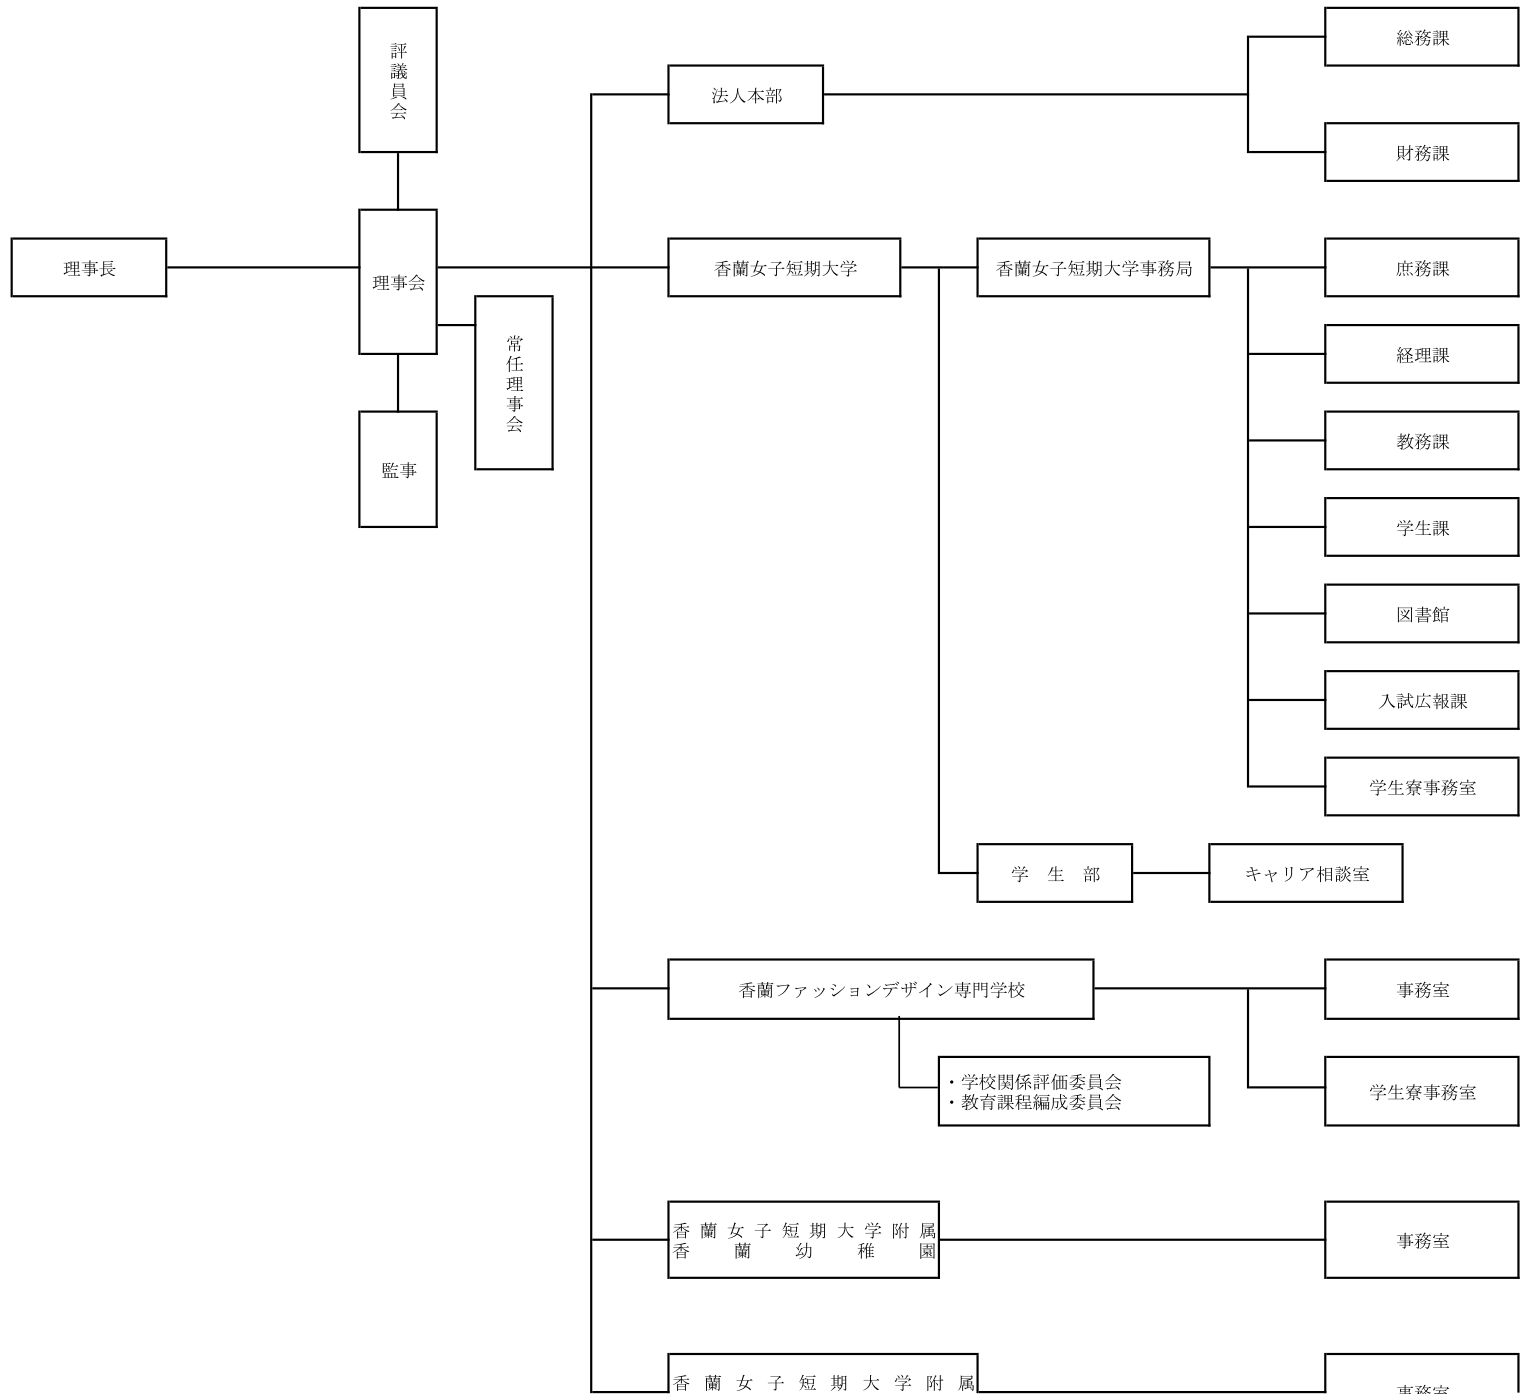 評議員会
総務課
法人本部
財務課
理事長
理事会
香蘭女子短期大学
香蘭女子短期大学事務局
庶務課
常任理事会
経理課
監事
教務課
学生課
図書館
入試広報課
学生寮事務室
学 生 部
キャリア相談室
香蘭ファッションデザイン専門学校
事務室
・学校関係評価委員会
・教育課程編成委員会
学生寮事務室
香蘭女子短期大学附属
香蘭幼稚園
事務室
香蘭女子短期大学附属
事務室